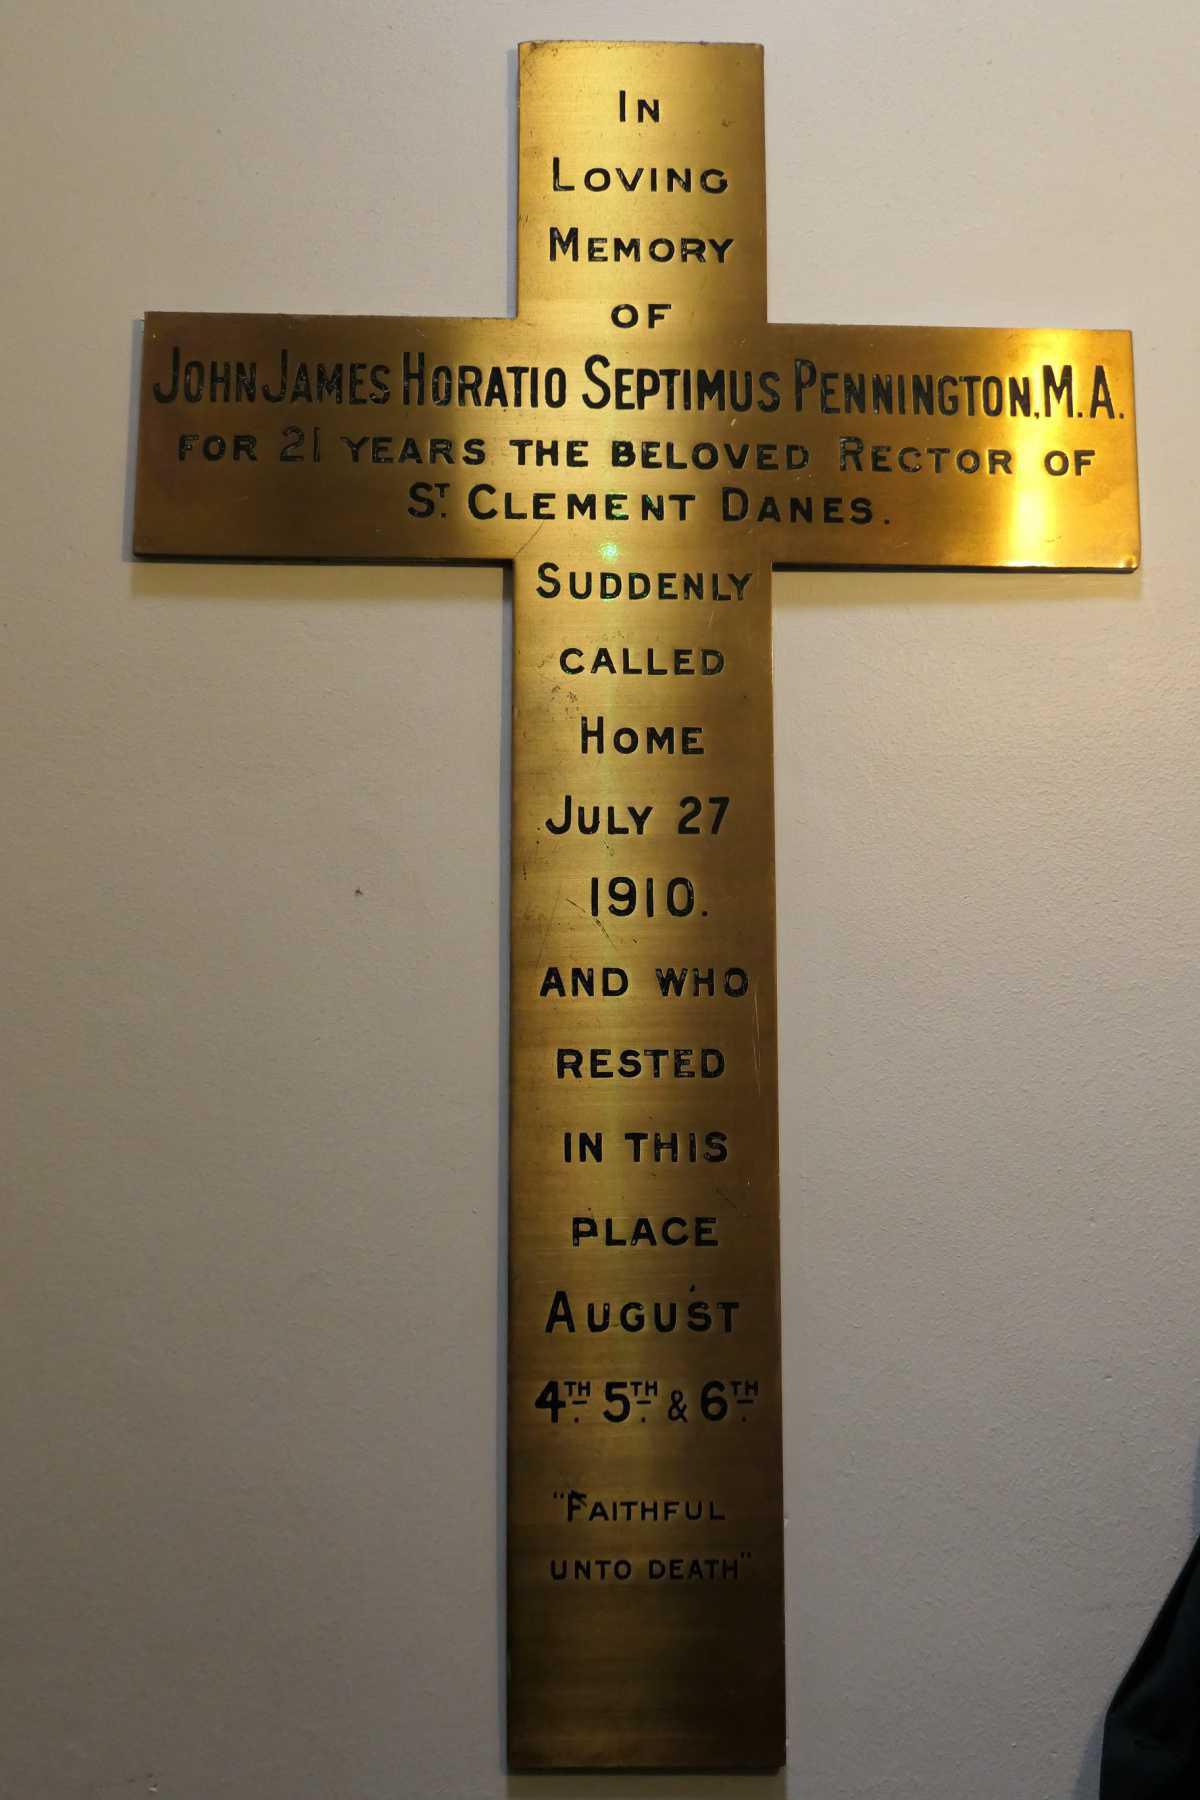 In
Loving
Memory
of
John James Horatio Septimus Pennington, M.A.
for 21 years the beloved Rector of
St. Clement Danes.
Suddenly
called
Home
July 27
1910.
and who
rested
in this
place
August
4th. 5th. & 6th.
"Faithful
unto death"